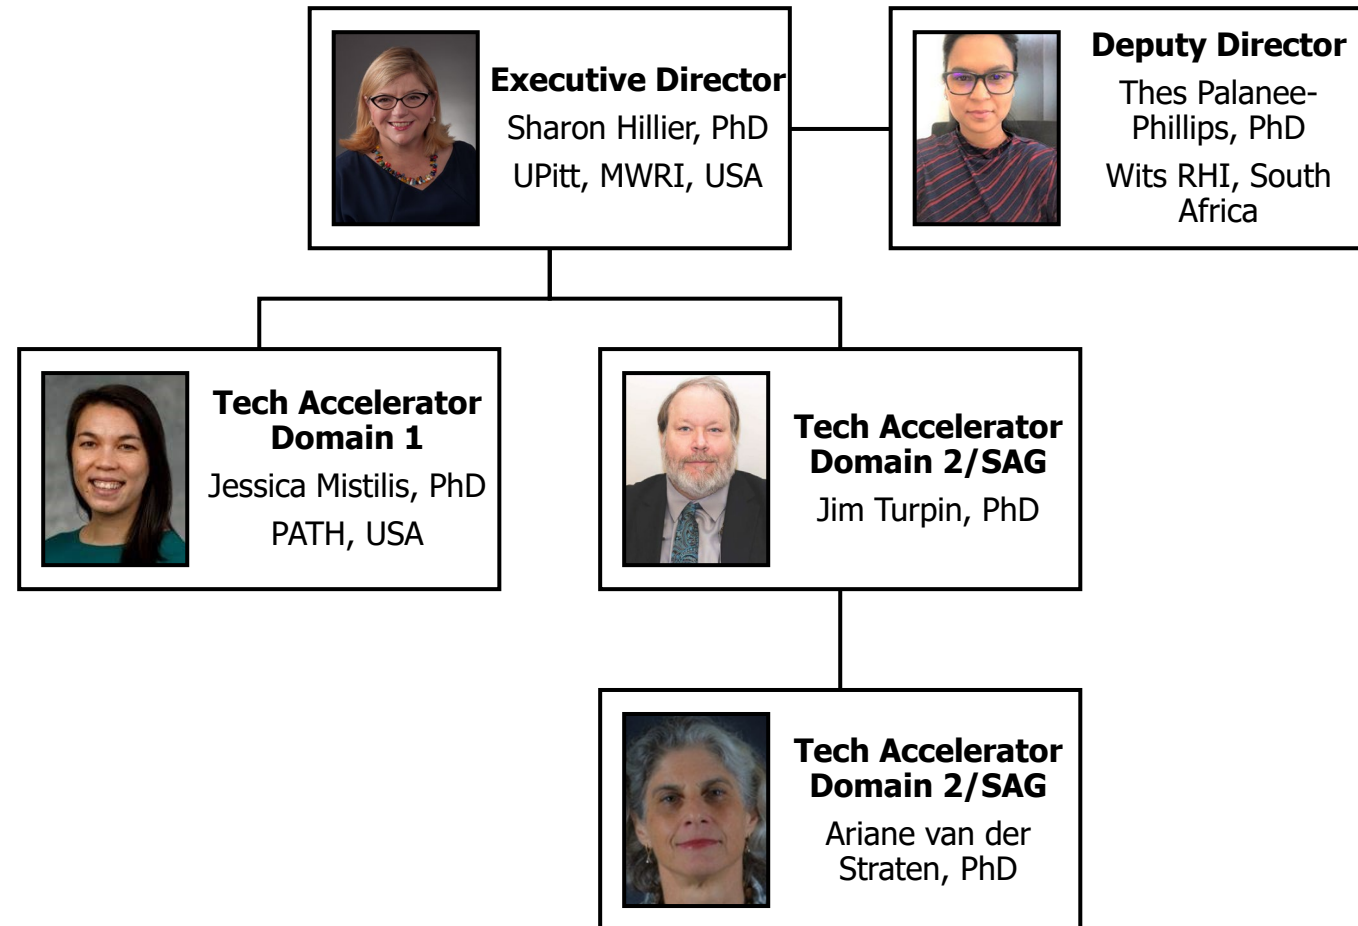 Executive Director
Sharon Hillier, PhD
UPitt, MWRI, USA
Deputy Director
Thes Palanee-
Phillips, PhD
Wits RHI, South
Africa
Tech Accelerator
Domain 1
Jessica Mistilis, PhD
PATH, USA
Tech Accelerator
Domain 2/SAG
Jim Turpin, PhD
Tech Accelerator
Domain 2/SAG
Ariane van der
Straten, PhD